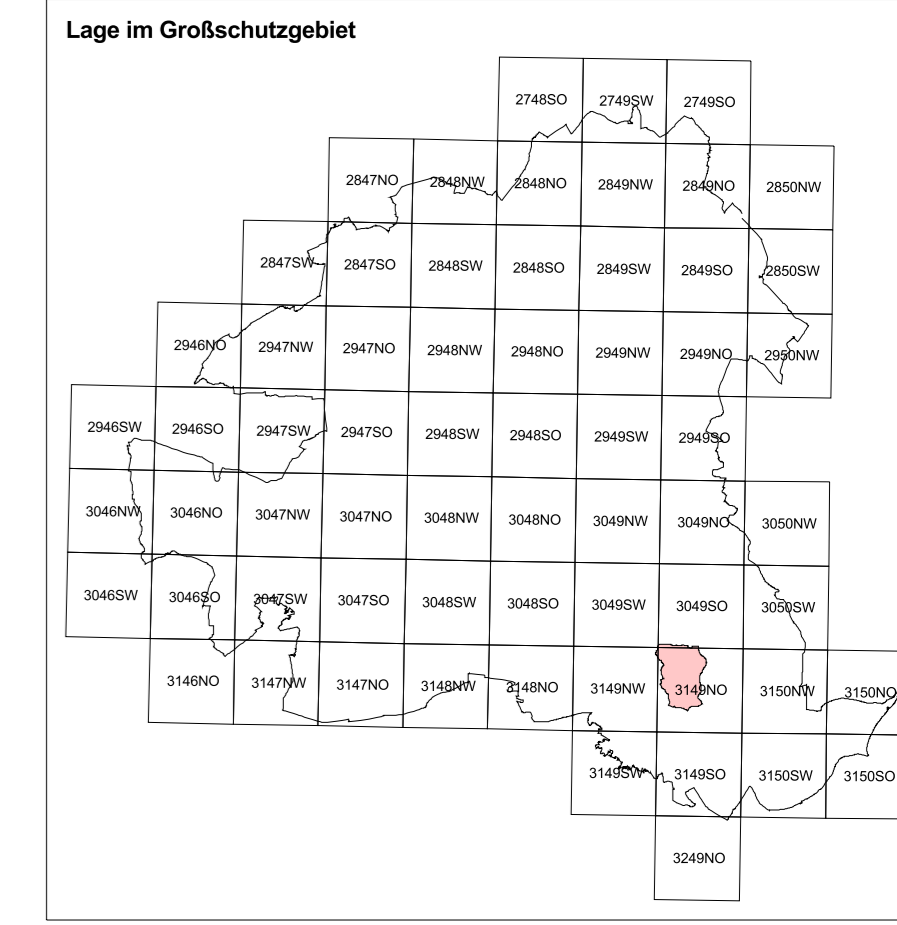 Lage im Großschutzgebiet
2748SO 2749SW 2749SO
2847NO 2848NW 2848NO 2849NW 2849NO 2850NW
2847SW 2847SO 2848SW 2848SO 2849SW 2849SO 2850SW
2946NO 2947NW 2947NO 2948NW 2948NO 2949NW 2949NO 2950NW
2946SW 2946SO 2947SW 2947SO 2948SW 2948SO 2949SW 2949SO
3046NW 3046NO 3047NW 3047NO 3048NW 3048NO 3049NW 3049NO 3050NW
3046SW 3046SO 3047SW 3047SO 3048SW 3048SO 3049SW 3049SO 3050SW
3146NO 3147NW 3147NO 3148NW 3148NO 3149NW 3149NO 3150NW 3150NO
3149SW 3149SO 3150SW 3150SO
3249NO